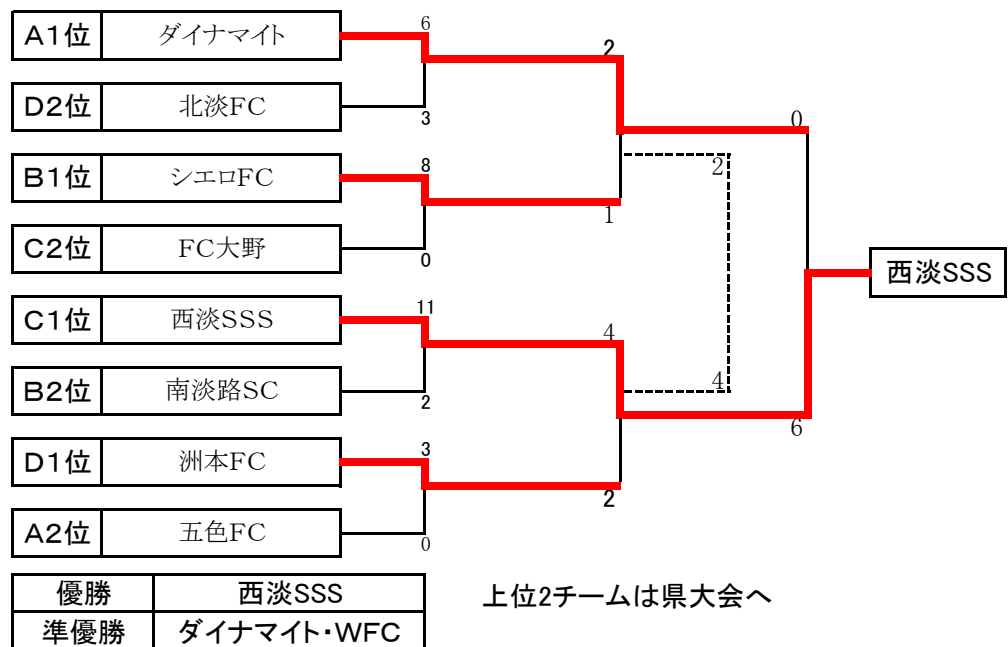 A1位 ダイナマイト 6
2
D2位 北淡FC 3
0
B1位 シエロFC 8
2
1
C2位 FC大野 0
西淡SSS
C1位 西淡SSS 11
4
B2位 南淡路SC 2
4
6
D1位 洲本FC 3
2
A2位 五色FC 0
優勝 西淡SSS
上位2チームは県大会へ
準優勝 ダイナマイト・WFC